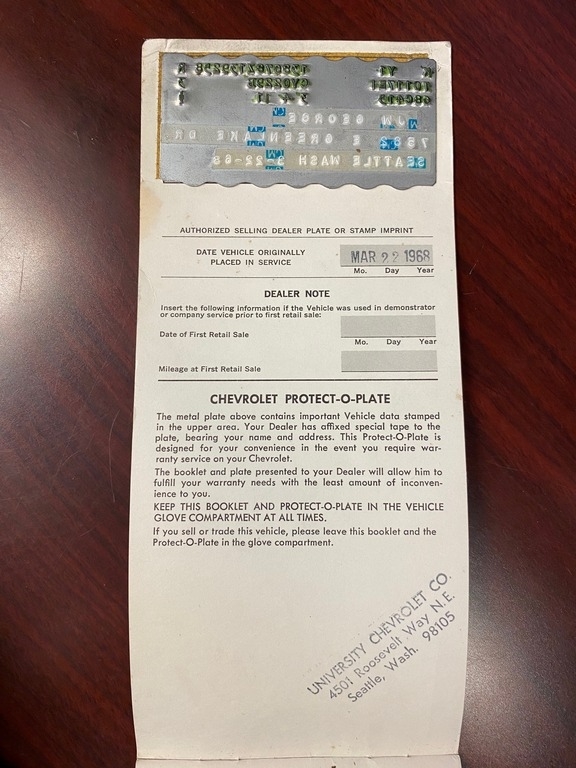 GEORGE
E GREENLAKE DR
SEATTLE WASH 3-22-68
AUTHORIZED SELLING DEALER PLATE OR STAMP IMPRINT
DATE VEHICLE ORIGINALLY
PLACED IN SERVICE
MAR 22 1968
Mo. Day Year
DEALER NOTE
Insert the following information if the Vehicle was used in demonstrator
or company service prior to first retail sale:
Date of First Retail Sale
Mo. Day Year
Mileage at First Retail Sale
CHEVROLET PROTECT-O-PLATE
The metal plate above contains important Vehicle data stamped
in the upper area. Your Dealer has affixed special tape to the
plate, bearing your name and address. This Protect-O-Plate is
designed for your convenience in the event you require war-
ranty service on your Chevrolet.
The booklet and plate presented to your Dealer will allow him to
fulfill your warranty needs with the least amount of inconven-
ience to you.
KEEP THIS BOOKLET AND PROTECT-O-PLATE IN THE VEHICLE
GLOVE COMPARTMENT AT ALL TIMES.
If you sell or trade this vehicle, please leave this booklet and the
Protect-O-Plate in the glove compartment.
UNIVERSITY CHEVROLET CO.
4501 Roosevelt Way N.E.
Seattle, Wash. 98105